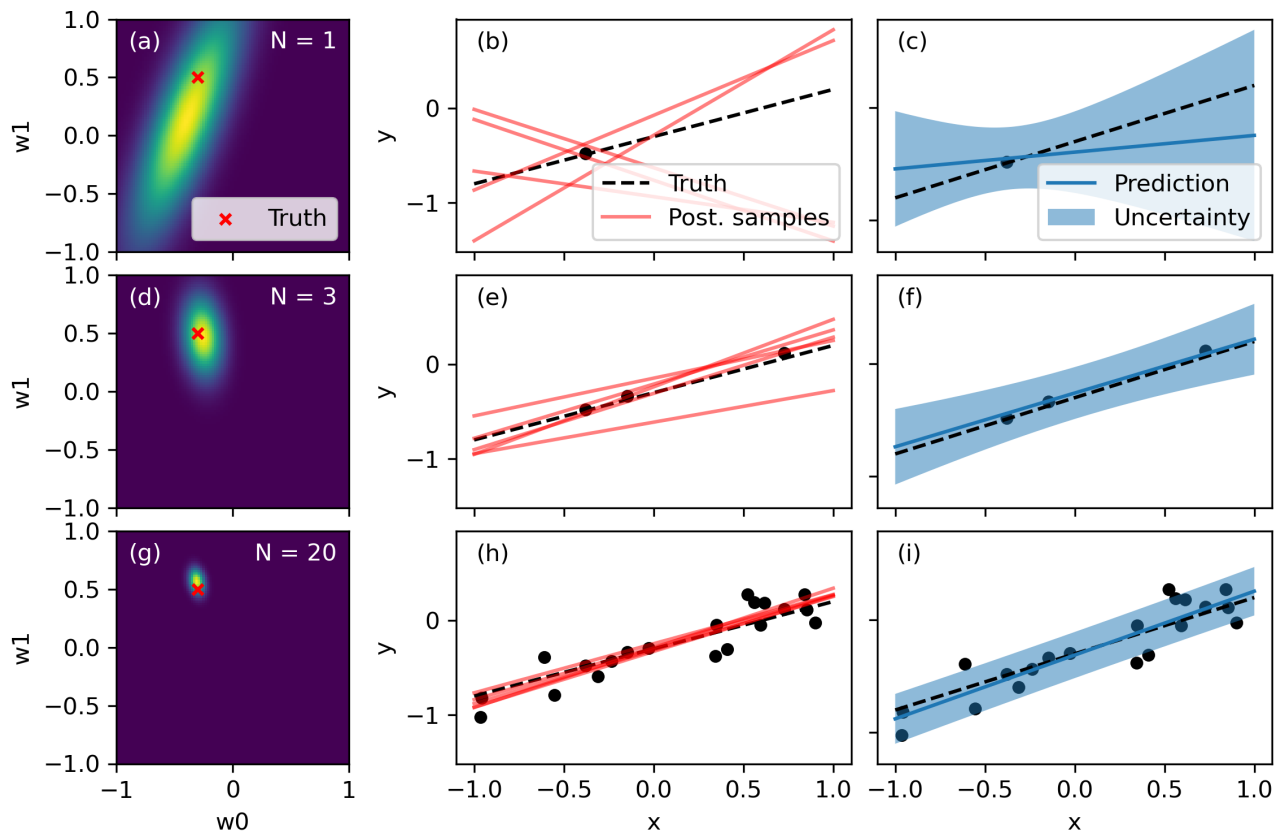 (a) N = 1
1.0
0.5
0.0
−0.5
−1.0
w1
Truth
(b)
0
−1
y
Truth
Post. samples
(c)
Prediction
Uncertainty
(d) N = 3
1.0
0.5
0.0
−0.5
−1.0
w1
(e)
0
−1
y
(f)
(g) N = 20
1.0
0.5
0.0
−0.5
−1.0
w1
−1 0 1
w0
(h)
0
−1
y
−1.0 −0.5 0.0 0.5 1.0
x
(i)
−1.0 −0.5 0.0 0.5 1.0
x